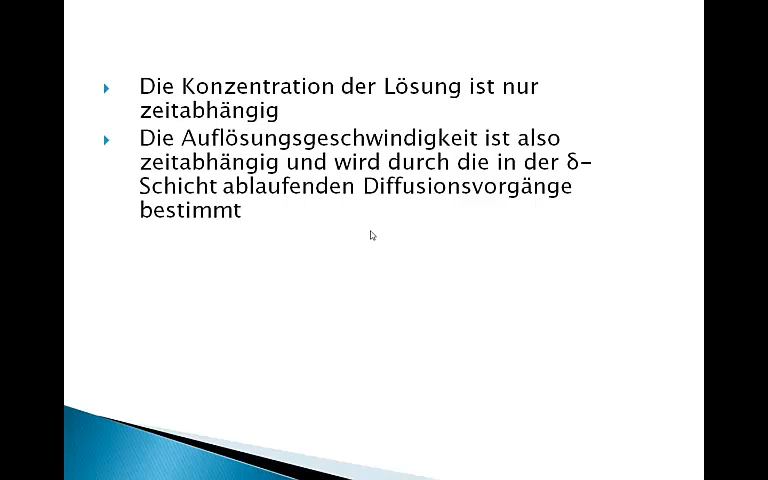 Die Konzentration der Lösung ist nur
zeitabhängig
Die Auflösungsgeschwindigkeit ist also
zeitabhängig und wird durch die in der δ-
Schicht ablaufenden Diffusionsvorgänge
bestimmt